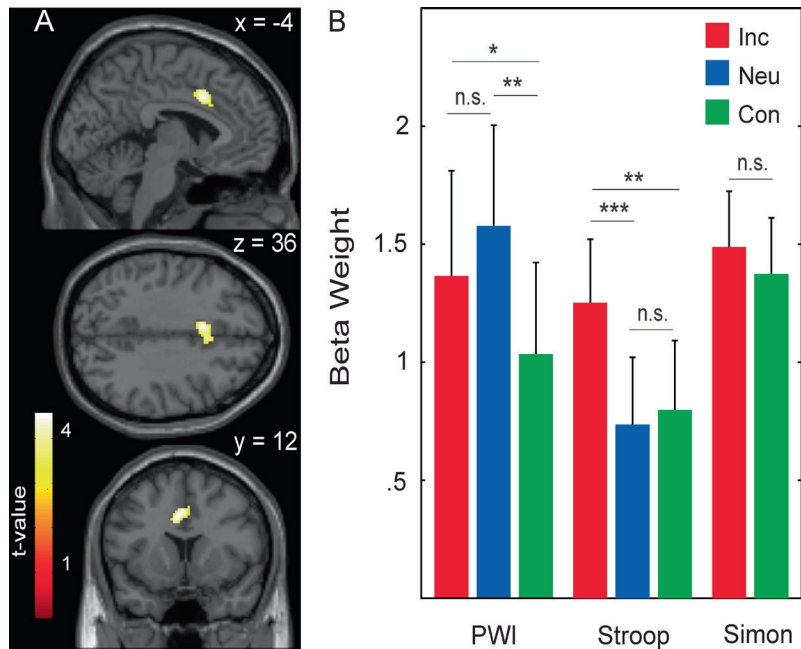 A
x = -4
z = 36
y = 12
4
1
t-value
B
Inc
Neu
Con
*
n.s.
**
**
***
n.s.
n.s.
2
1.5
1
.5
Beta Weight
PWI
Stroop
Simon